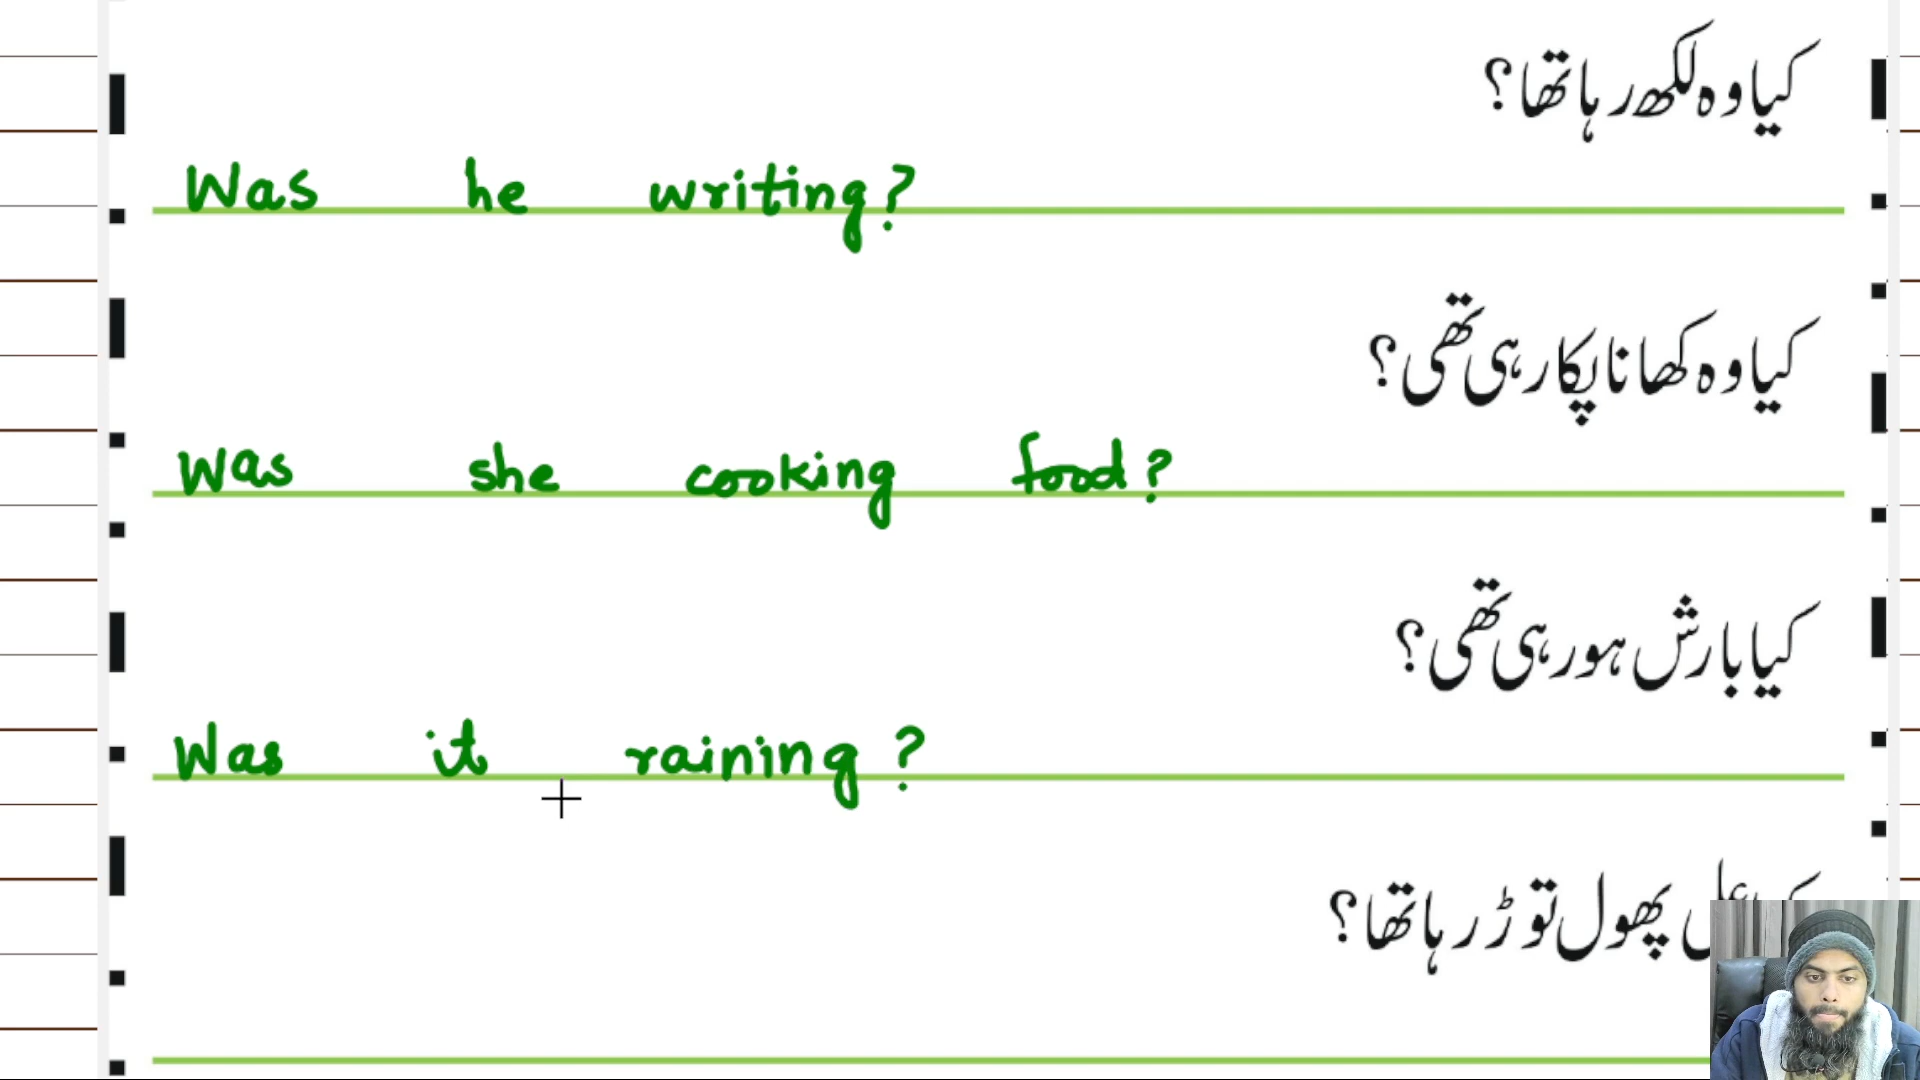 کیا وہ لکھ رہا تھا؟
Was he writing?
کیا وہ کھانا پکا رہی تھی؟
Was she cooking food?
کیا بارش ہو رہی تھی؟
Was it raining?
پھول توڑ رہا تھا؟